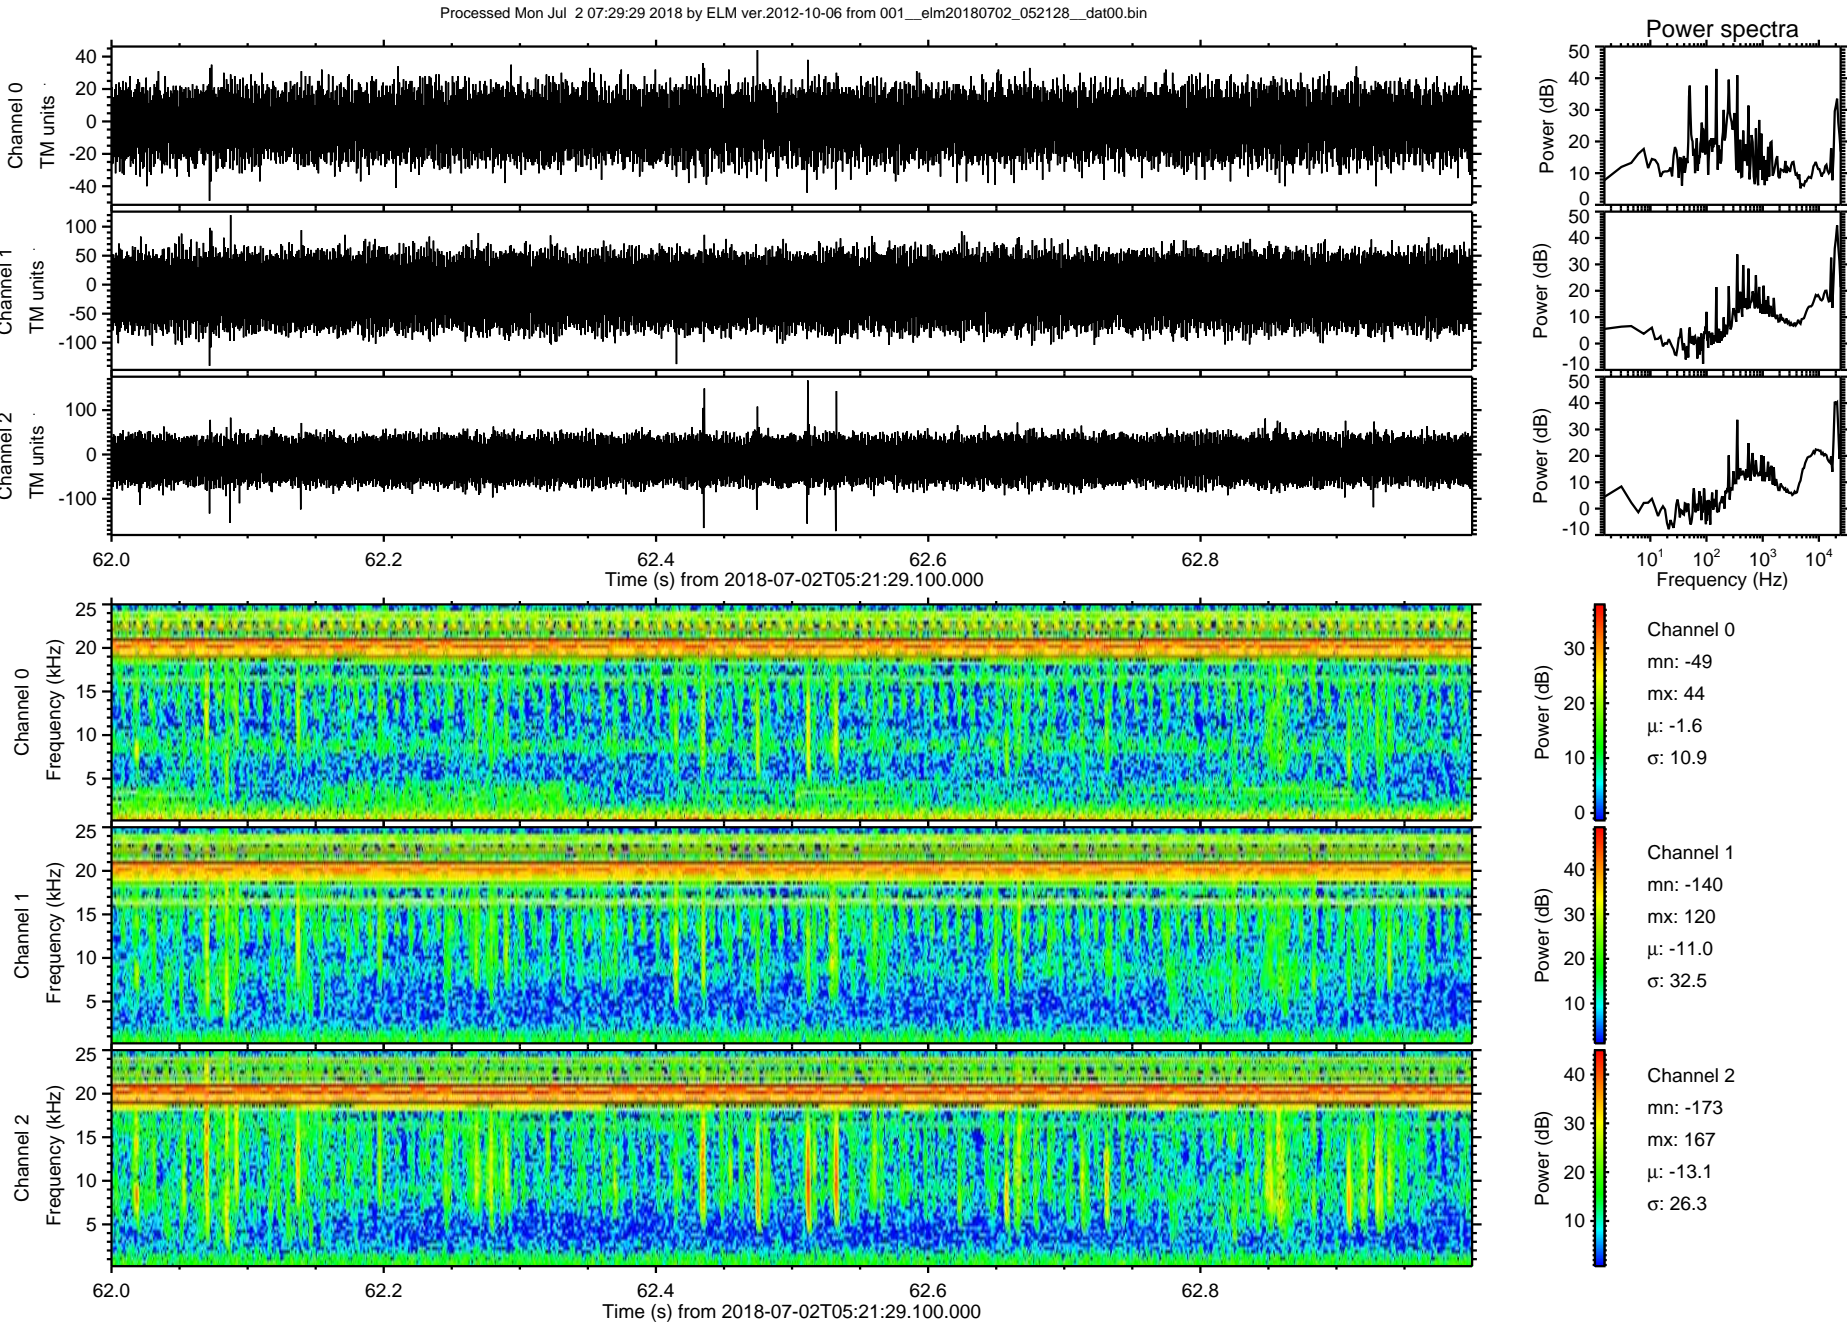 Processed Mon Jul  2 07:29:29 2018 by ELM ver.2012-10-06 from 001__elm20180702_052128__dat00.bin
Power spectra
Channel 0
TM units
40
20
0
-20
-40
Power (dB)
50
40
30
20
10
0
Channel 1
TM units
100
50
0
-50
-100
Power (dB)
50
40
30
20
10
0
-10
Channel 2
TM units
100
0
-100
Power (dB)
50
40
30
20
10
0
-10
62.0 62.2 62.4 62.6 62.8
Time (s) from 2018-07-02T05:21:29.100.000
10^1 10^2 10^3 10^4
Frequency (Hz)
Channel 0
Frequency (kHz)
25
20
15
10
5
Power (dB)
30
20
10
0
Channel 0
mn: -49
mx: 44
μ: -1.6
σ: 10.9
Channel 1
Frequency (kHz)
25
20
15
10
5
Power (dB)
40
30
20
10
Channel 1
mn: -140
mx: 120
μ: -11.0
σ: 32.5
Channel 2
Frequency (kHz)
25
20
15
10
5
Power (dB)
40
30
20
10
Channel 2
mn: -173
mx: 167
μ: -13.1
σ: 26.3
62.0 62.2 62.4 62.6 62.8
Time (s) from 2018-07-02T05:21:29.100.000